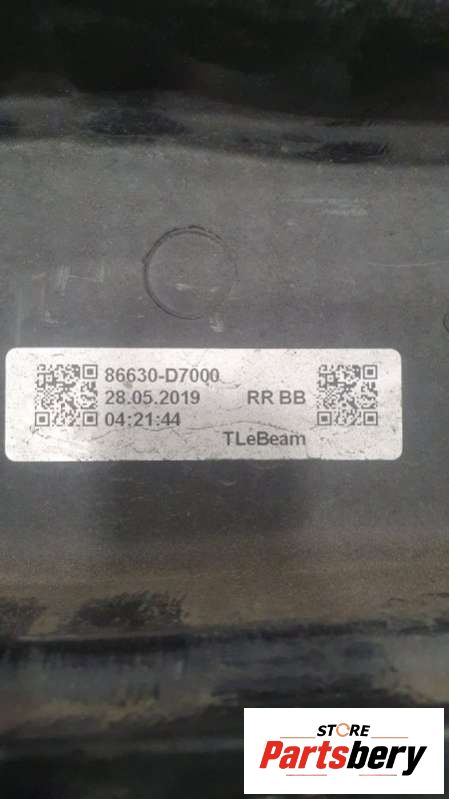 86630-D7000
28.05.2019 RR BB
04:21:44
TLeBeam
STORE
Partsbery